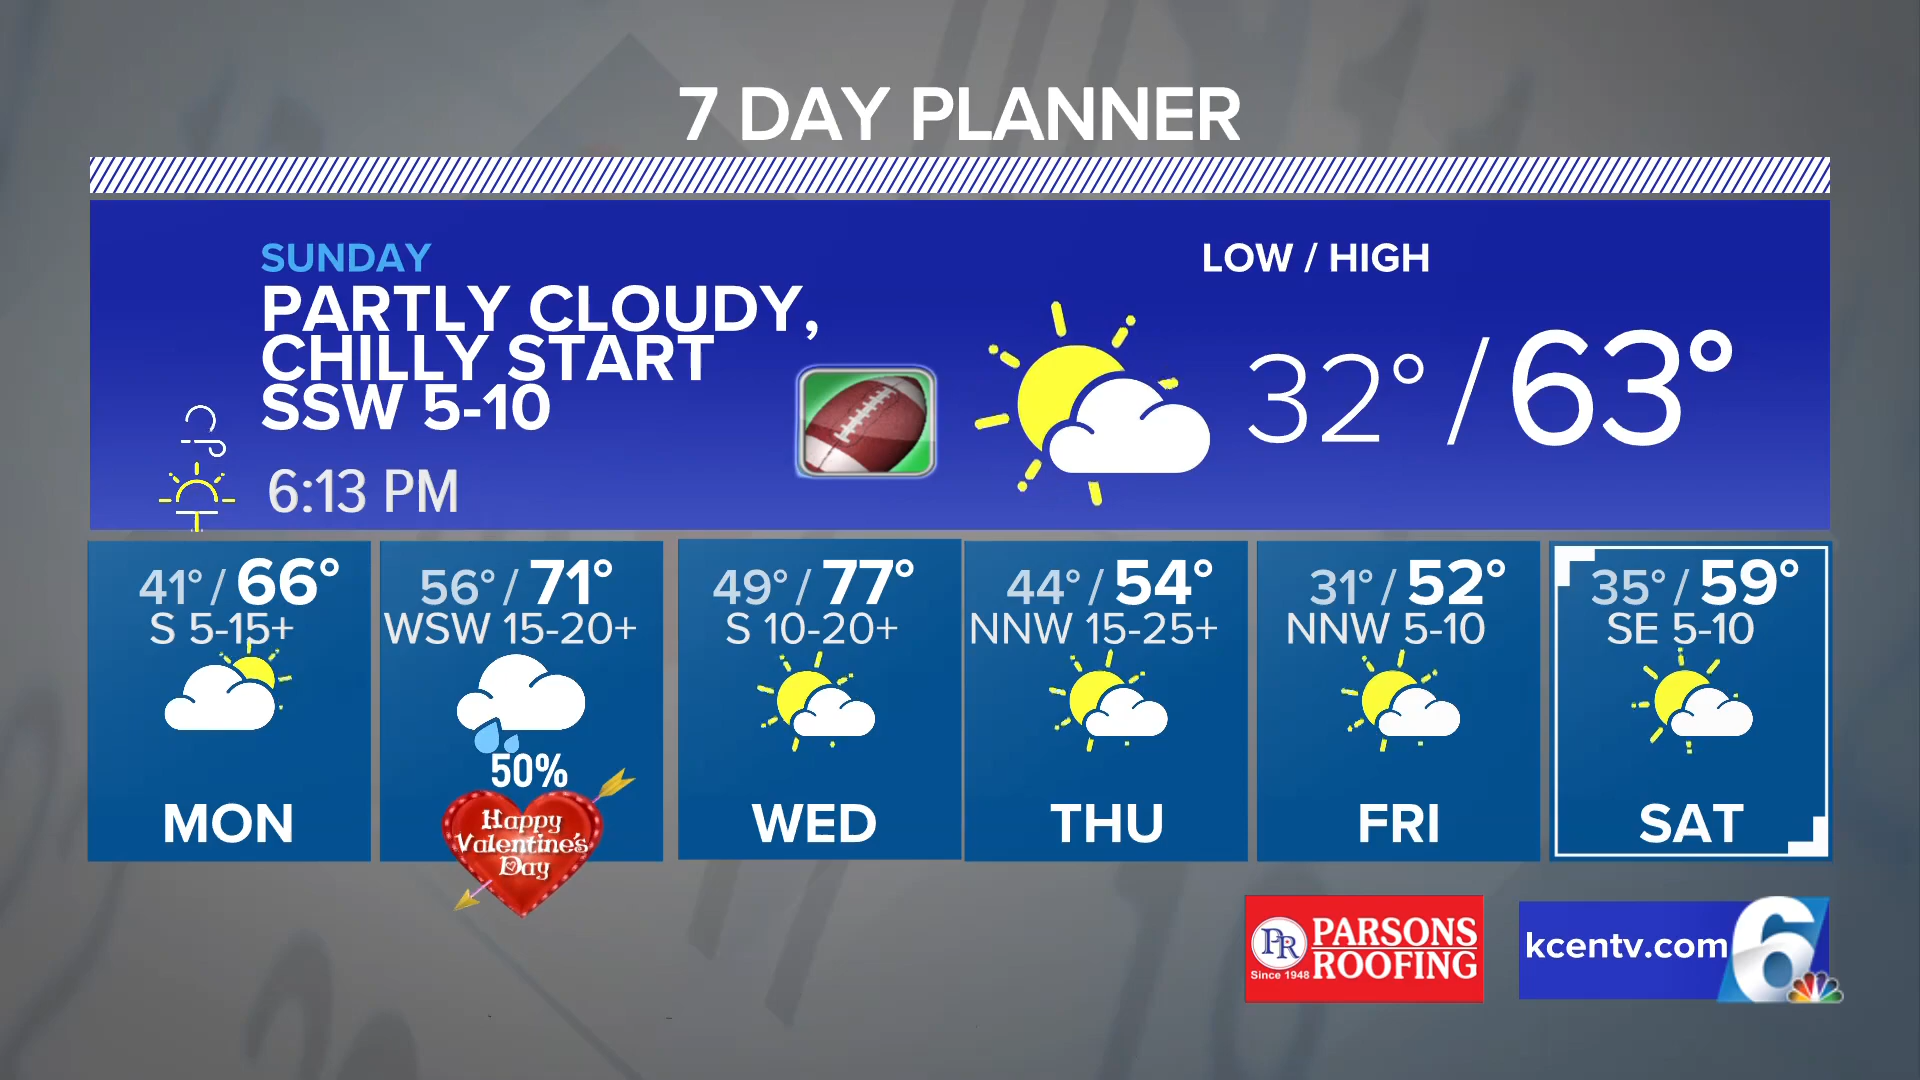 7 DAY PLANNER
SUNDAY
PARTLY CLOUDY,
CHILLY START
SSW 5-10
6:13 PM
LOW / HIGH
32° / 63°
41° / 66°
S 5-15+
MON
56° / 71°
WSW 15-20+
50%
Happy
Valentine's
Day
49° / 77°
S 10-20+
WED
44° / 54°
NNW 15-25+
THU
31° / 52°
NNW 5-10
FRI
35° / 59°
SE 5-10
SAT
PR
Since 1948
PARSONS
ROOFING
kcentv.com
6